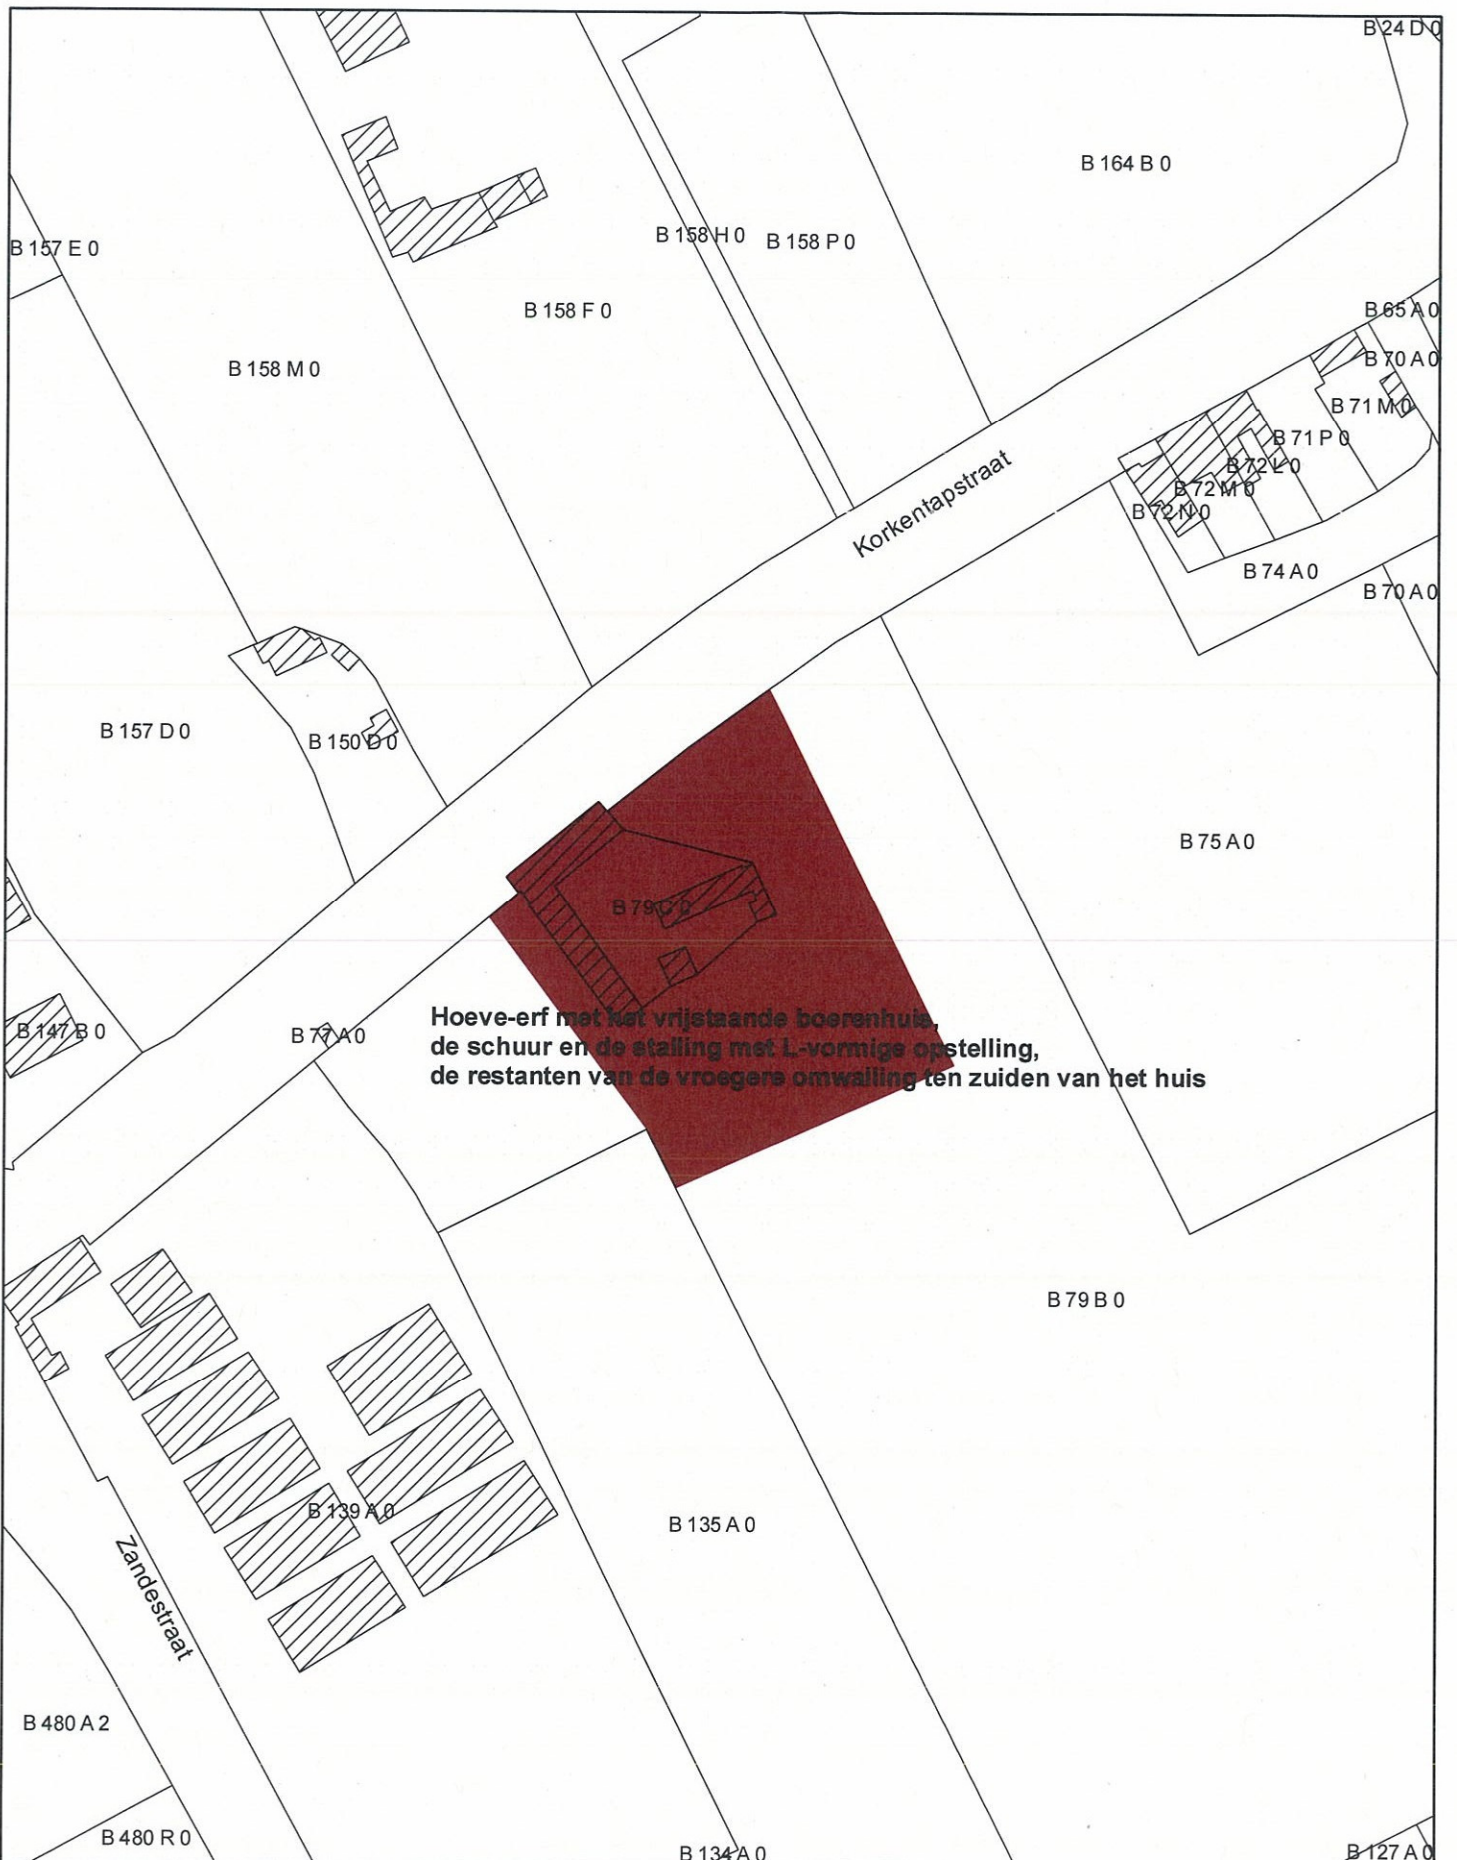 B 24 D 0
B 164 B 0
B 158 H 0
B 158 P 0
B 157 E 0
B 158 F 0
B 65 A 0
B 70 A 0
B 158 M 0
B 71 M 0
B 71 P 0
B 72 L 0
B 72 M 0
B 72 N 0
Korkentapstraat
B 74 A 0
B 70 A 0
B 157 D 0
B 150 D 0
B 75 A 0
B 79 C 0
B 147 B 0
B 77 A 0
Hoeve-erf met het vrijstaande boerenhuis,
de schuur en de stalling met L-vormige opstelling,
de restanten van de vroegere omwalling ten zuiden van het huis
B 79 B 0
B 139 A 0
B 135 A 0
Zandestraat
B 480 A 2
B 480 R 0
B 134 A 0
B 127 A 0